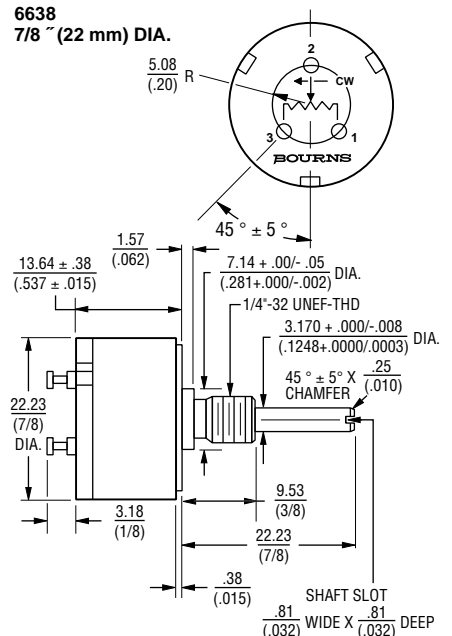 6638
7/8 ˝ (22 mm) DIA.
2
5.08
(.20)
R
CW
3
1
BOURNS
45 ° ± 5 °
1.57
(.062)
13.64 ± .38
(.537 ± .015)
7.14 + .00/- .05
(.281+.000/-.002)
DIA.
1/4"-32 UNEF-THD
3.170 + .000/-.008
(.1248+.0000/.0003)
DIA.
45 ° ± 5° X .25
(.010)
CHAMFER
22.23
(7/8)
DIA.
3.18
(1/8)
9.53
(3/8)
22.23
(7/8)
.38
(.015)
SHAFT SLOT
.81
(.032)
WIDE X
.81
(.032)
DEEP